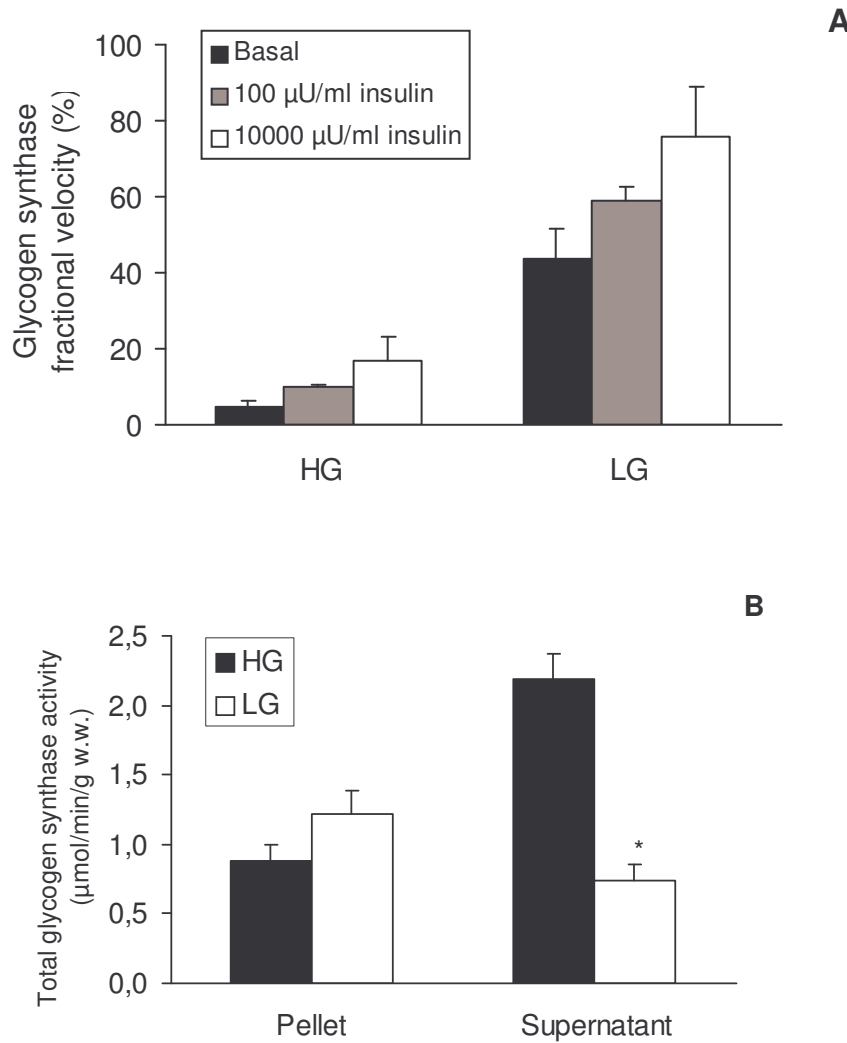 A
Glycogen synthase
fractional velocity (%)
100
80
60
40
20
0
Basal
100 µU/ml insulin
10000 µU/ml insulin
HG
LG
B
Total glycogen synthase activity
(µmol/min/g w.w.)
2,5
2,0
1,5
1,0
0,5
0,0
HG
LG
*
Pellet
Supernatant